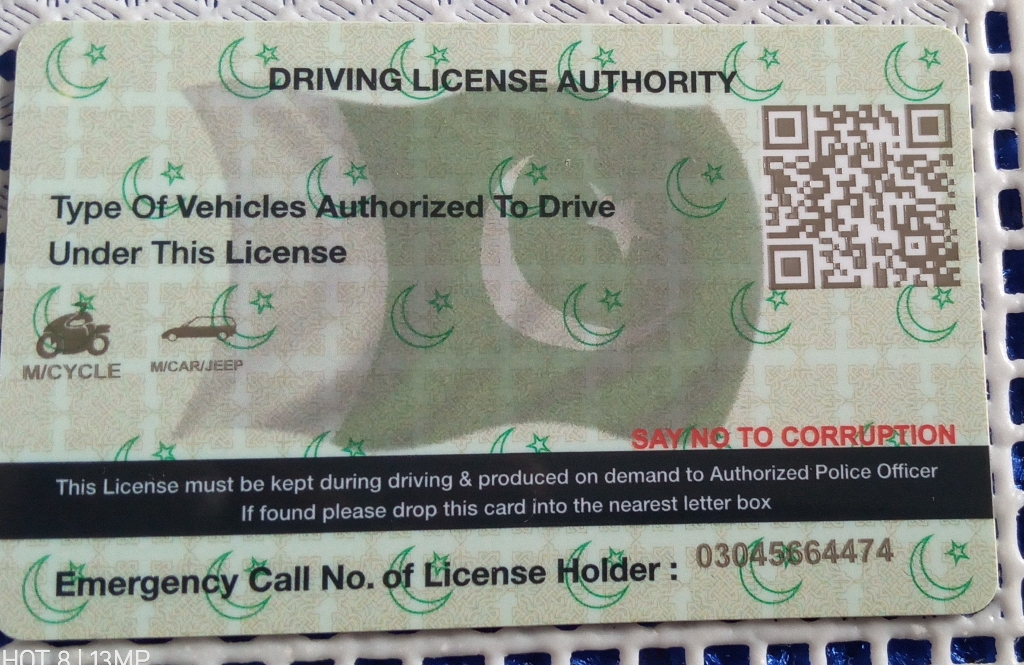 DRIVING LICENSE AUTHORITY
Type Of Vehicles Authorized To Drive
Under This License
M/CYCLE
M/CAR/JEEP
SAY NO TO CORRUPTION
This License must be kept during driving & produced on demand to Authorized Police Officer
If found please drop this card into the nearest letter box
Emergency Call No. of License Holder : 03045664474
HOT 8 | 13MP